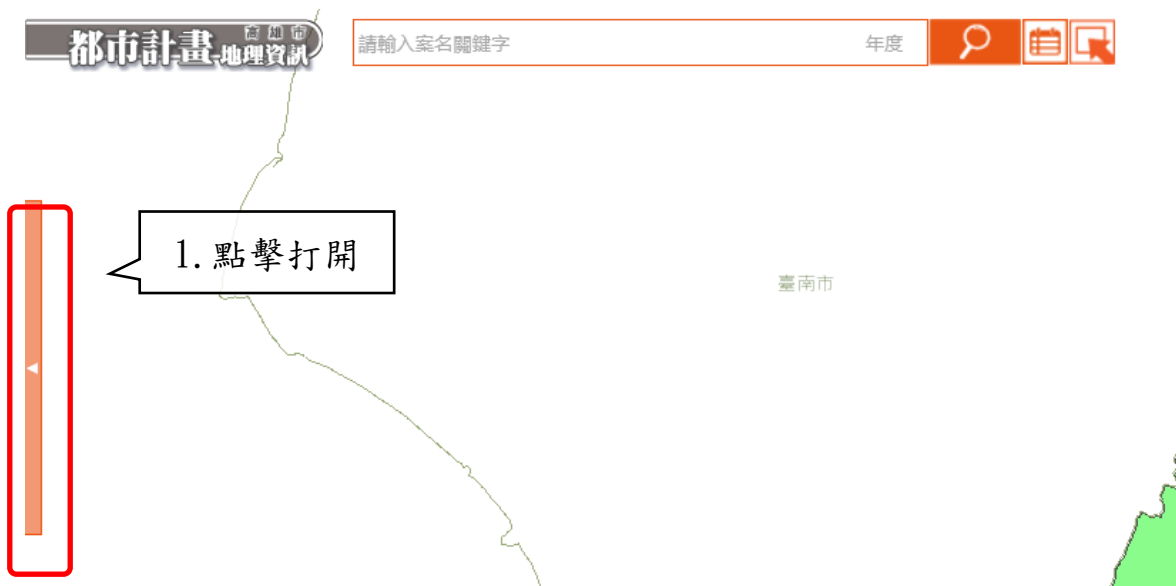 高雄市
都市計畫地理資訊
請輸入案名關鍵字
年度
1.點擊打開
臺南市